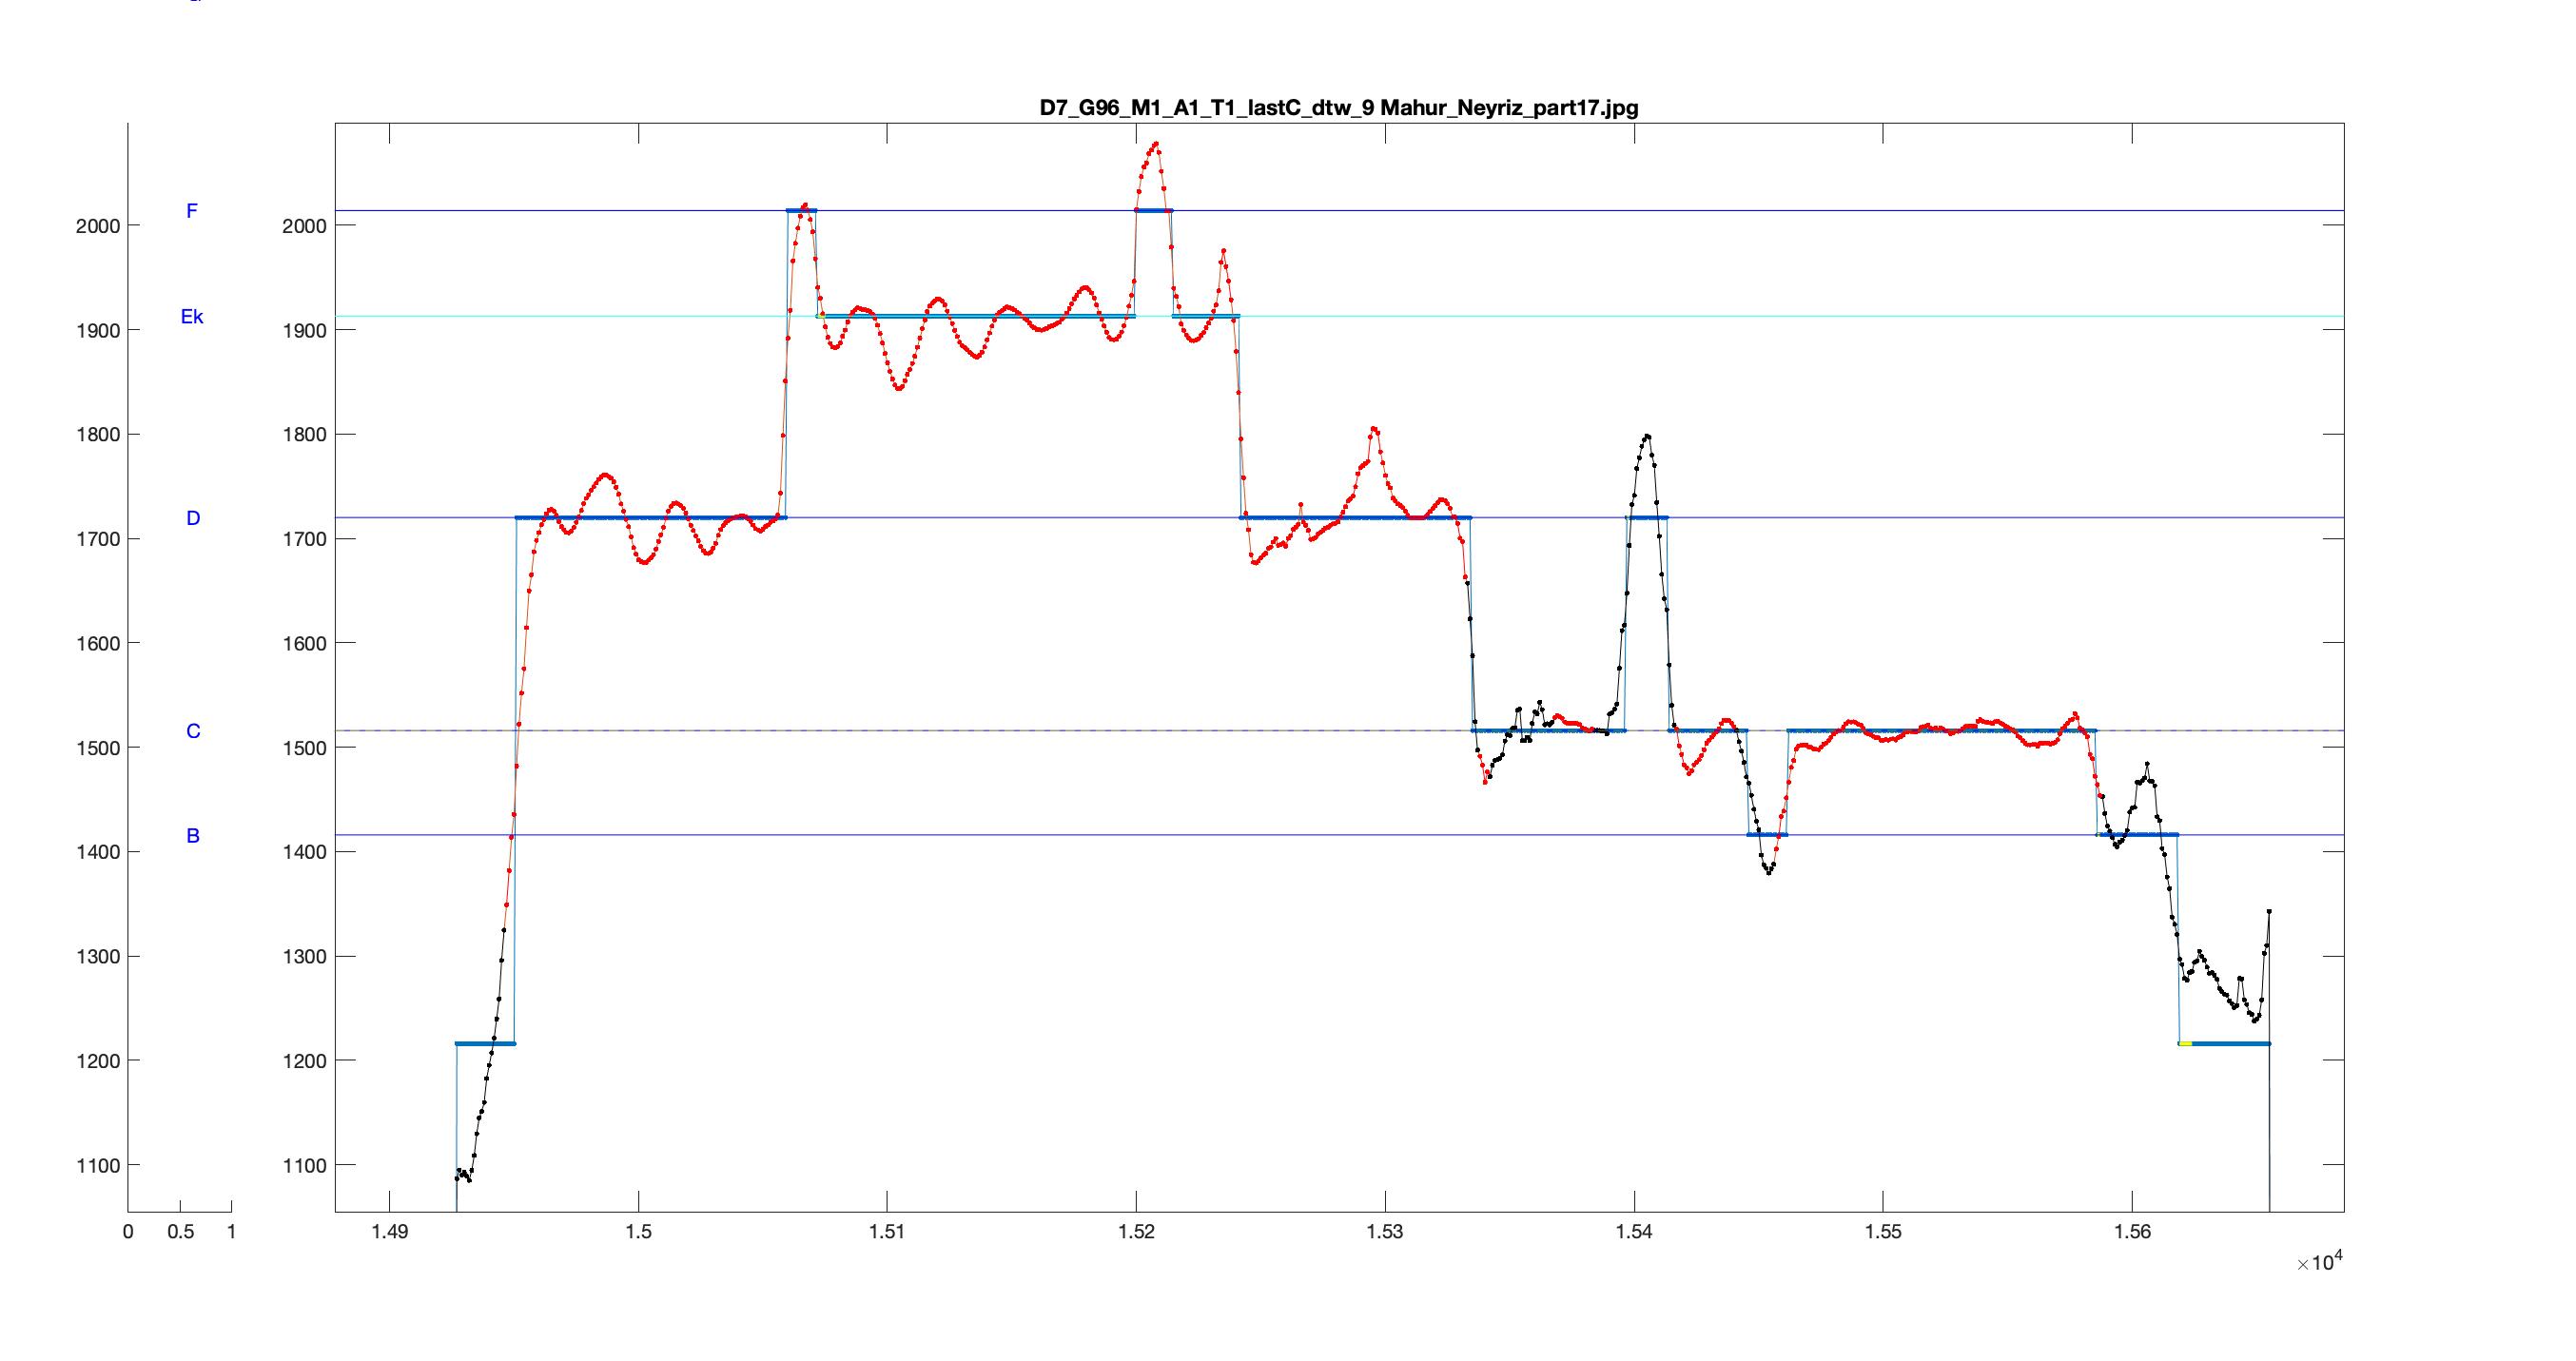 D7_G96_M1_A1_T1_lastC_dtw_9 Mahur_Neyriz_part17.jpg
F
2000 2000
Ek
1900 1900
1800 1800
D
1700 1700
1600 1600
C
1500 1500
B
1400 1400
1300 1300
1200 1200
1100 1100
0 0.5 1 1.49 1.5 1.51 1.52 1.53 1.54 1.55 1.56
×10⁴